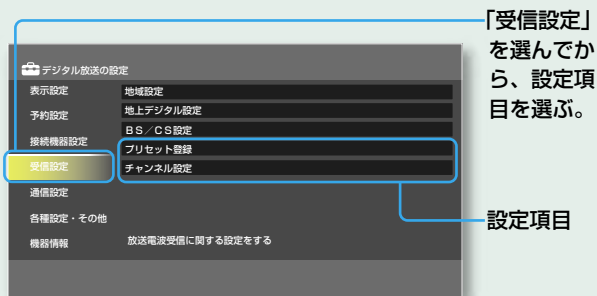 「受信設定」
を選んでか
ら、設定項
目を選ぶ。
デジタル放送の設定
表示設定
予約設定
接続機器設定
受信設定
通信設定
各種設定・その他
機器情報
地域設定
地上デジタル設定
BS/CS設定
プリセット登録
チャンネル設定
放送電波受信に関する設定をする
設定項目